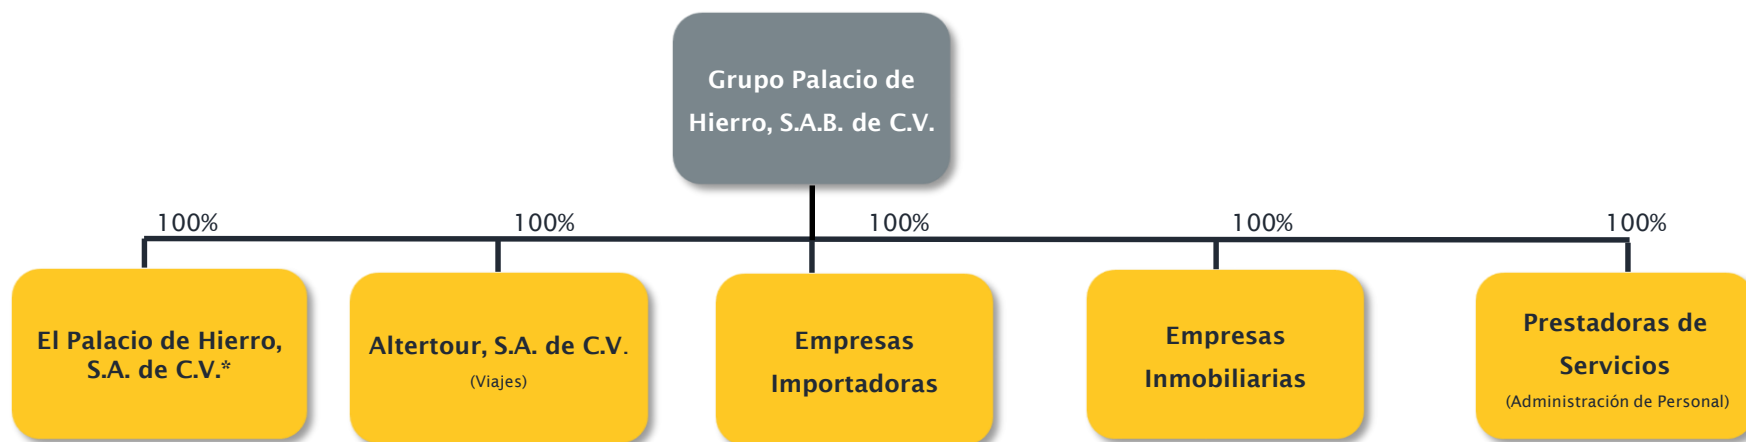 Grupo Palacio de
Hierro, S.A.B. de C.V.
100%
100%
100%
100%
100%
El Palacio de Hierro,
S.A. de C.V.*
Altertour, S.A. de C.V.
(Viajes)
Empresas
Importadoras
Empresas
Inmobiliarias
Prestadoras de
Servicios
(Administración de Personal)